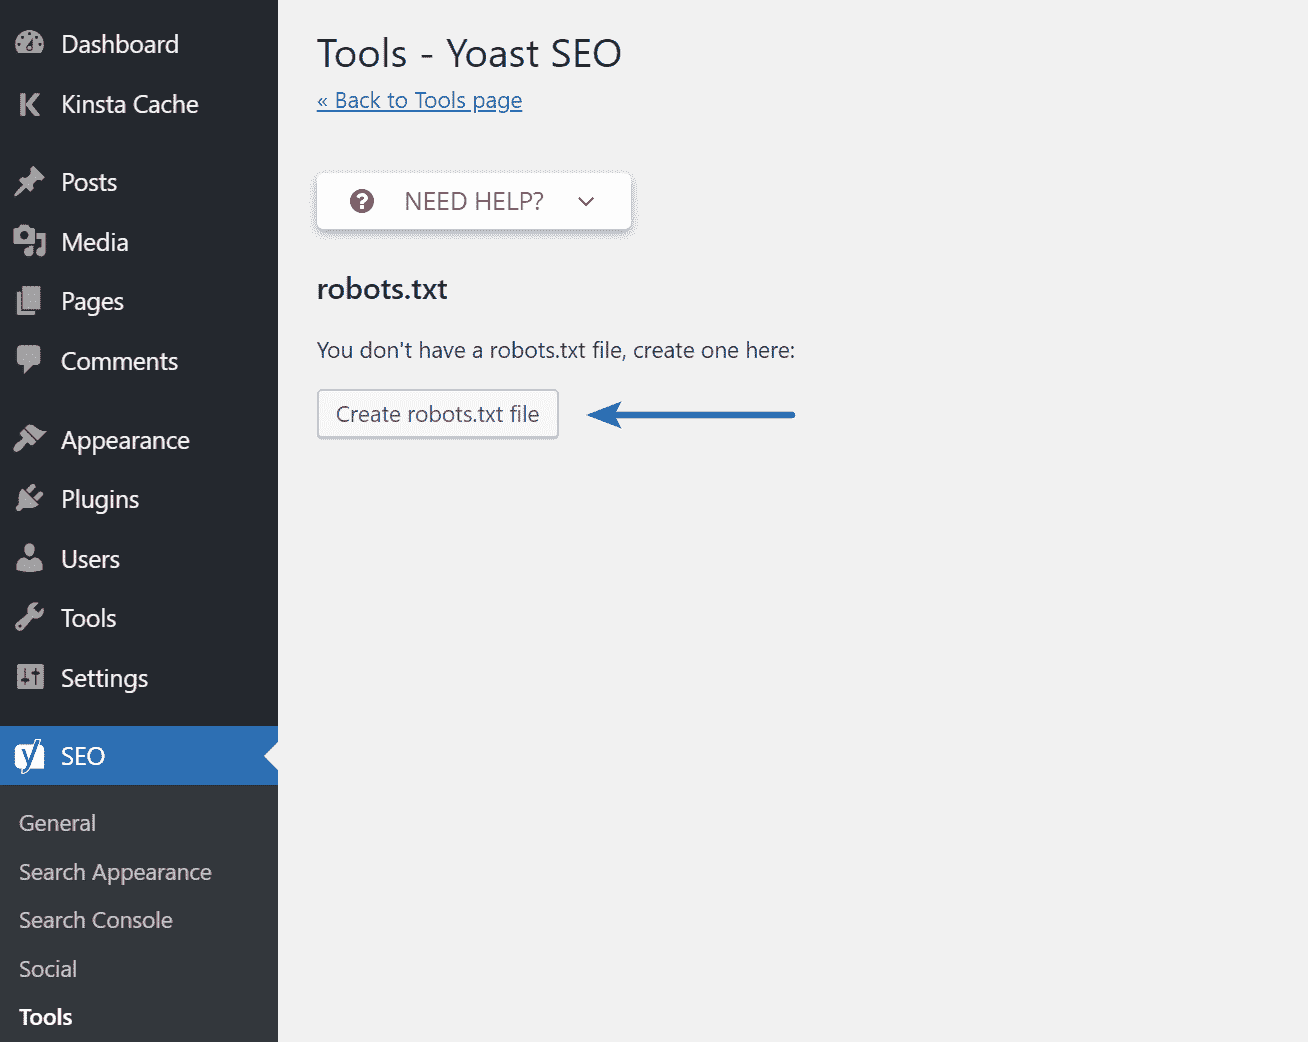 Dashboard
Kinsta Cache
Posts
Media
Pages
Comments
Appearance
Plugins
Users
Tools
Settings
SEO
General
Search Appearance
Search Console
Social
Tools
Tools - Yoast SEO
« Back to Tools page
NEED HELP?
robots.txt
You don't have a robots.txt file, create one here:
Create robots.txt file